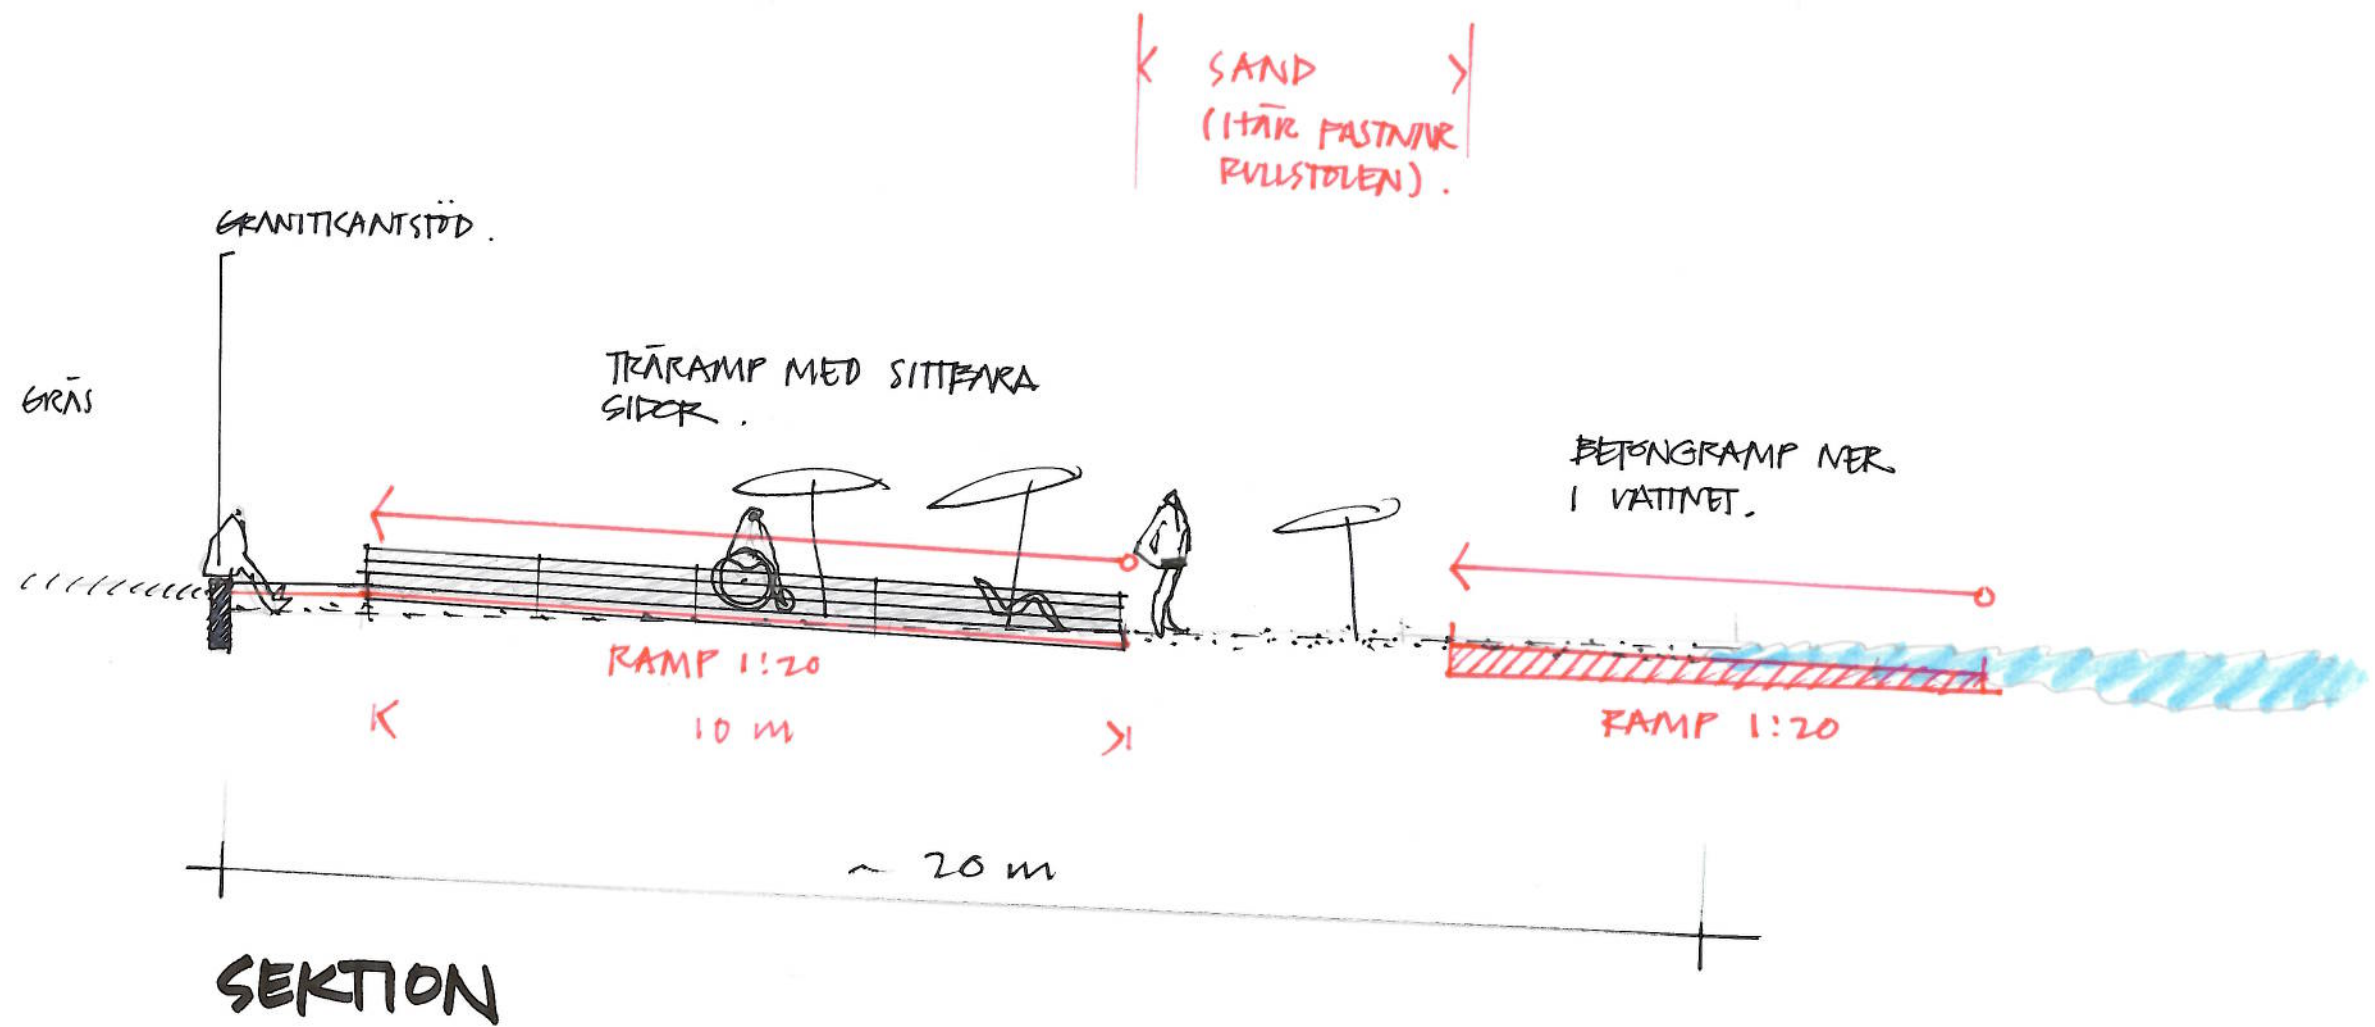 SAND
(HÄR FASTNAR
RULLSTOLEN).
GRANITKANTSTÖD.
GRÄS
TRÄRAMP MED SITTBARA
SIDOR.
BETONGRAMP NER
I VATTNET.
RAMP 1:20
10 m
RAMP 1:20
~ 20 m
SEKTION